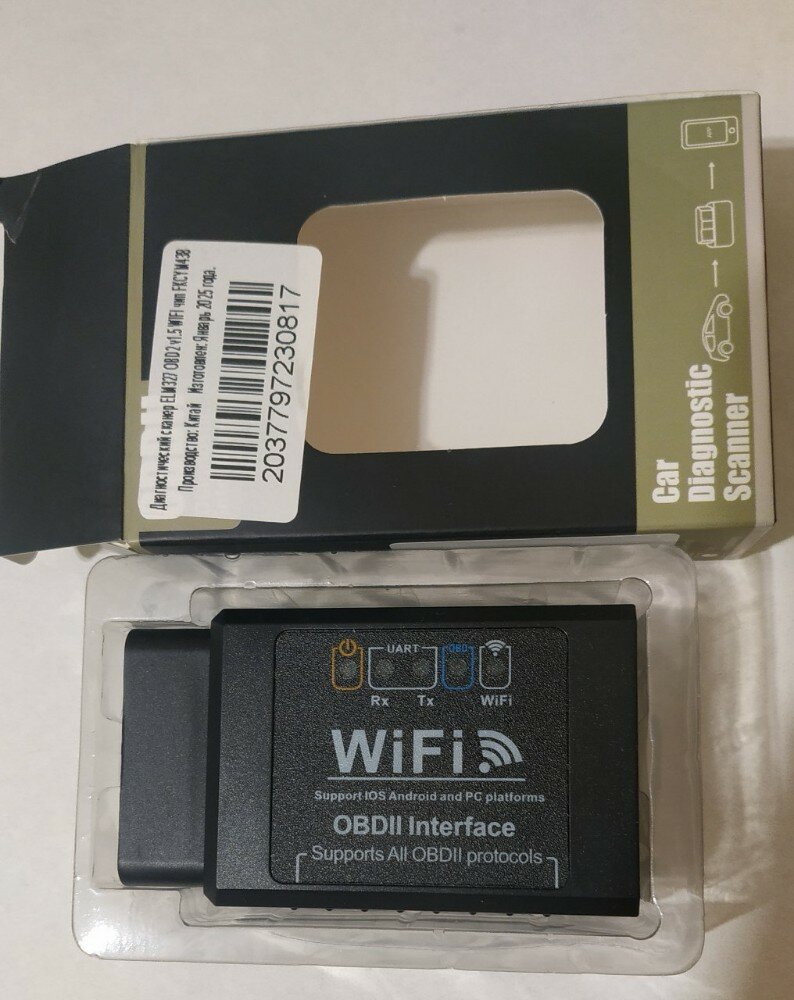 Диагностический сканер ELM327 OBD2 v1.5 WIFI чип
Производство: Китай Изготовлен: Январь 2025 года.
2037797230817
APP
Car
Diagnostic
Scanner
UART
OBD
Rx Tx WiFi
WiFi
Support IOS Android and PC platforms
OBDII Interface
Supports All OBDII protocols